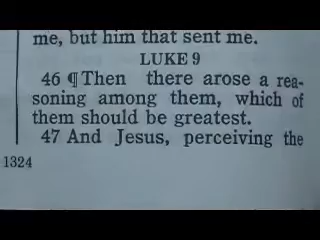 me, but him that sent me.
LUKE 9
46 ¶ Then there arose a rea-
soning among them, which of
them should be greatest.
47 And Jesus, perceiving the
1324